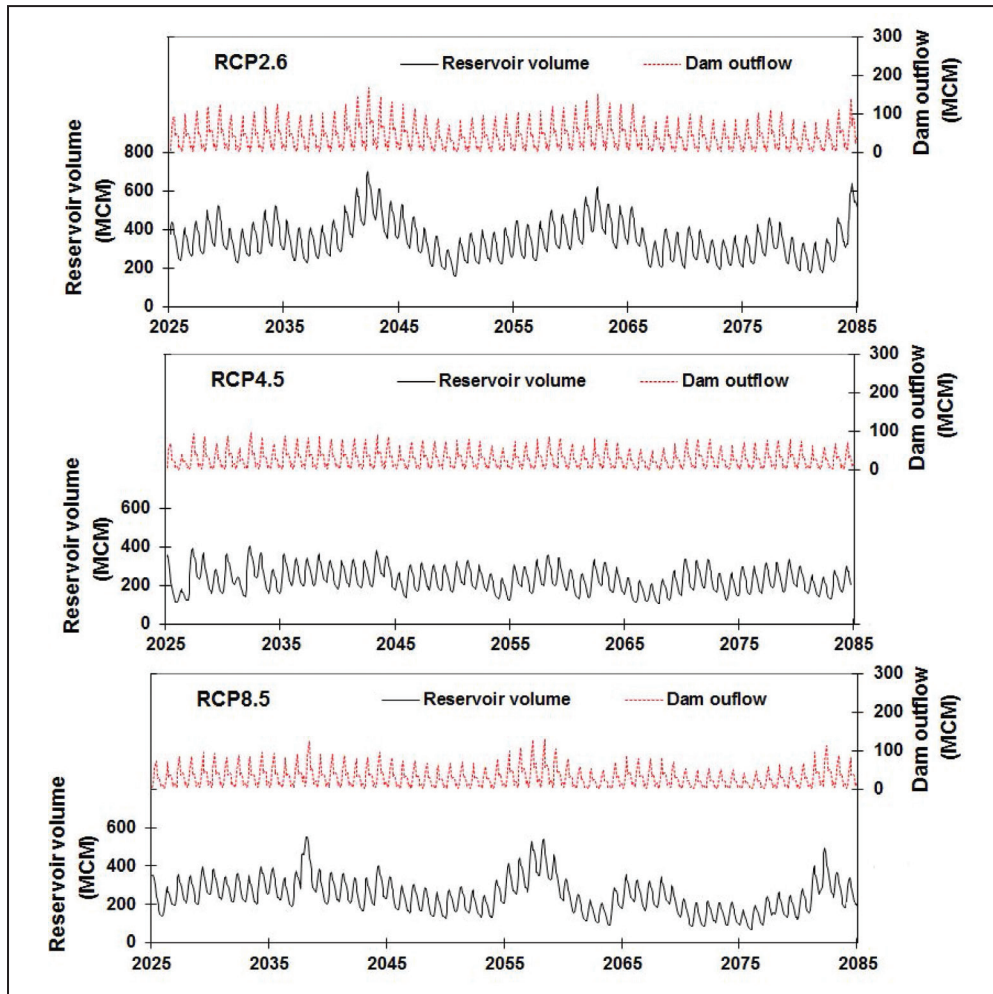 RCP2.6
Reservoir volume
Dam outflow
300
200
100
0
Dam outflow
(MCM)
Reservoir volume
(MCM)
800
600
400
200
0
2025
2035
2045
2055
2065
2075
2085
RCP4.5
Reservoir volume
Dam outflow
300
200
100
0
Dam outflow
(MCM)
Reservoir volume
(MCM)
600
400
200
0
2025
2035
2045
2055
2065
2075
2085
RCP8.5
Reservoir volume
Dam ouflow
300
200
100
0
Dam outflow
(MCM)
Reservoir volume
(MCM)
600
400
200
0
2025
2035
2045
2055
2065
2075
2085